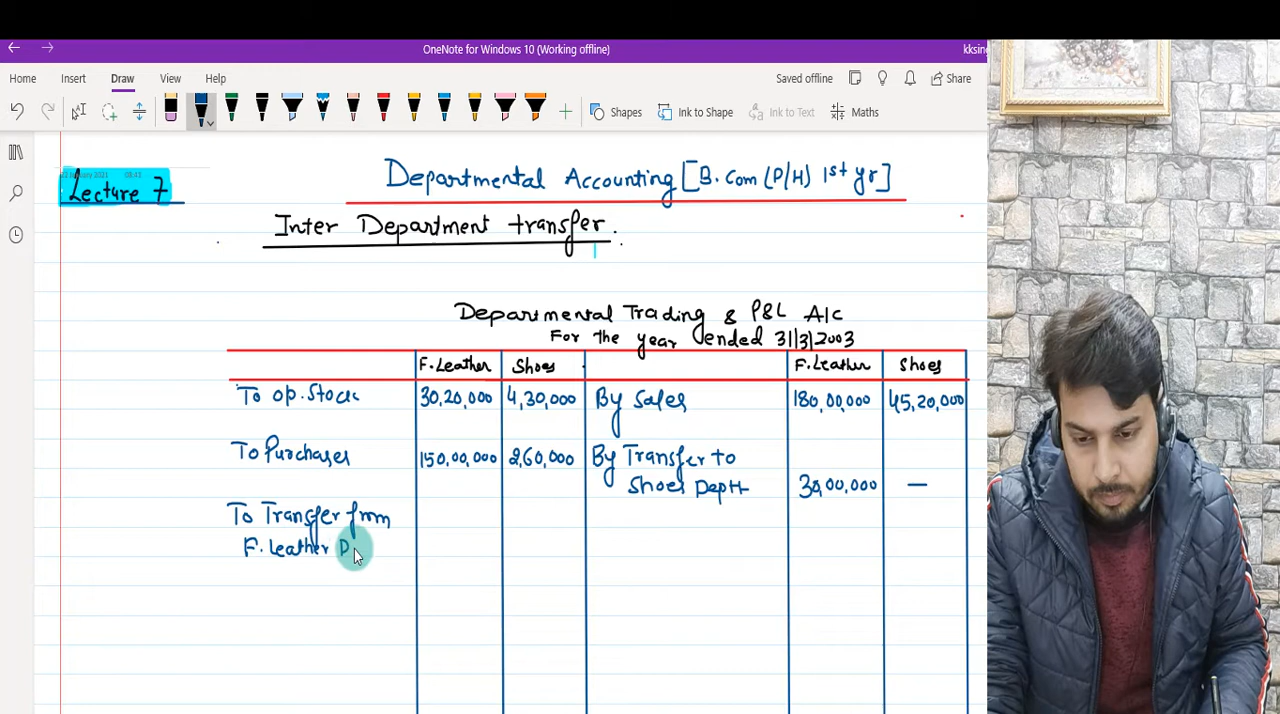 OneNote for Windows 10 (Working offline)
kksing
Home Insert Draw View Help
Saved offline Share
Shapes Ink to Shape Ink to Text Maths
Lecture 7
Departmental Accounting [B.Com (P/H) 1st yr]
Inter Department transfer.
Departmental Trading & P&L A/c
For the year ended 31/3/2003
F.Leather Shoes F.Leather Shoes
To Op.Stock 30,20,000 4,30,000 By Sales 180,00,000 45,20,000
To Purchases 150,00,000 2,60,000 By Transfer to
Shoes Deptt 30,00,000 —
To Transfer from
F.leather D